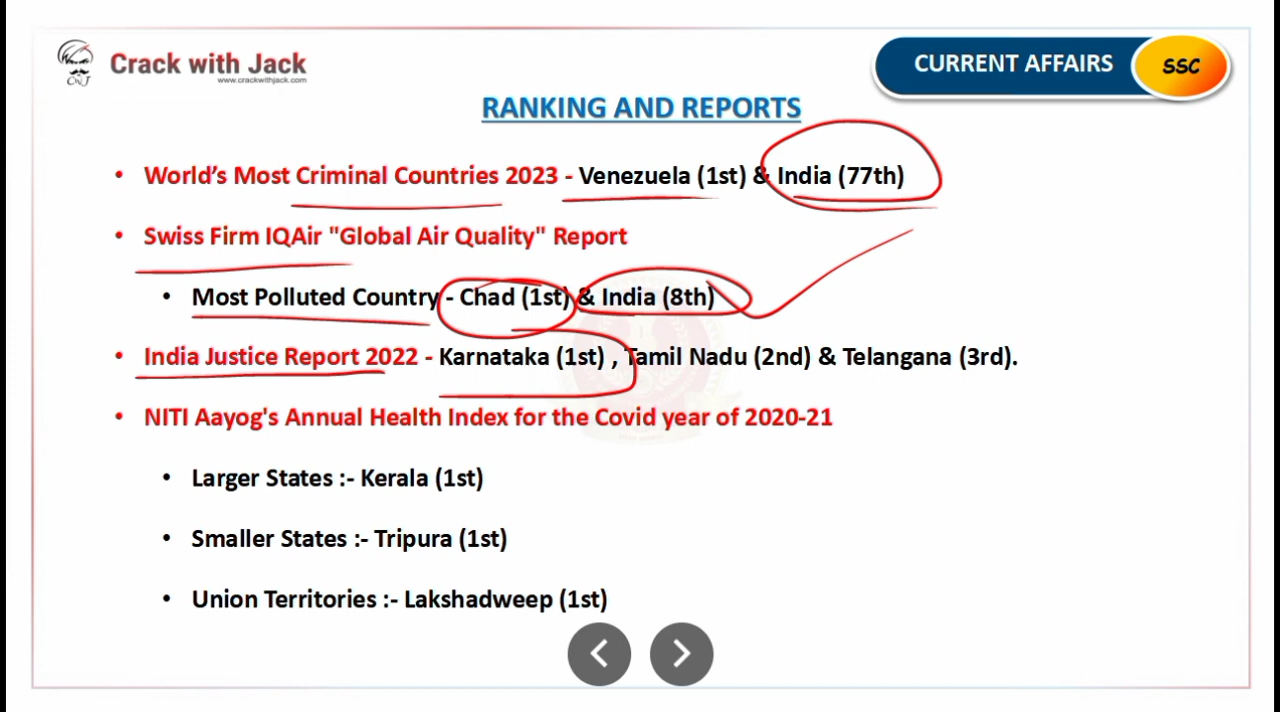 Crack with Jack
www.crackwithjack.com
CURRENT AFFAIRS
SSC
RANKING AND REPORTS
• World's Most Criminal Countries 2023 - Venezuela (1st) & India (77th)
• Swiss Firm IQAir "Global Air Quality" Report
• Most Polluted Country - Chad (1st) & India (8th)
• India Justice Report 2022 - Karnataka (1st) , Tamil Nadu (2nd) & Telangana (3rd).
• NITI Aayog's Annual Health Index for the Covid year of 2020-21
• Larger States :- Kerala (1st)
• Smaller States :- Tripura (1st)
• Union Territories :- Lakshadweep (1st)